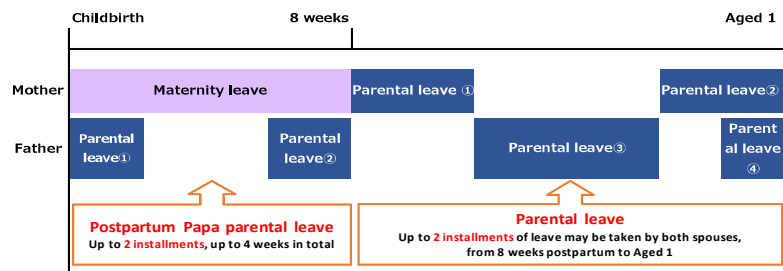 Childbirth 8 weeks Aged 1
Mother Maternity leave Parental leave ① Parental leave②
Father
Parental
leave①
Parental
leave②
Parental leave③
Parent
al leave
④
Postpartum Papa parental leave
Up to 2 installments, up to 4 weeks in total
Parental leave
Up to 2 installments of leave may be taken by both spouses,
from 8 weeks postpartum to Aged 1